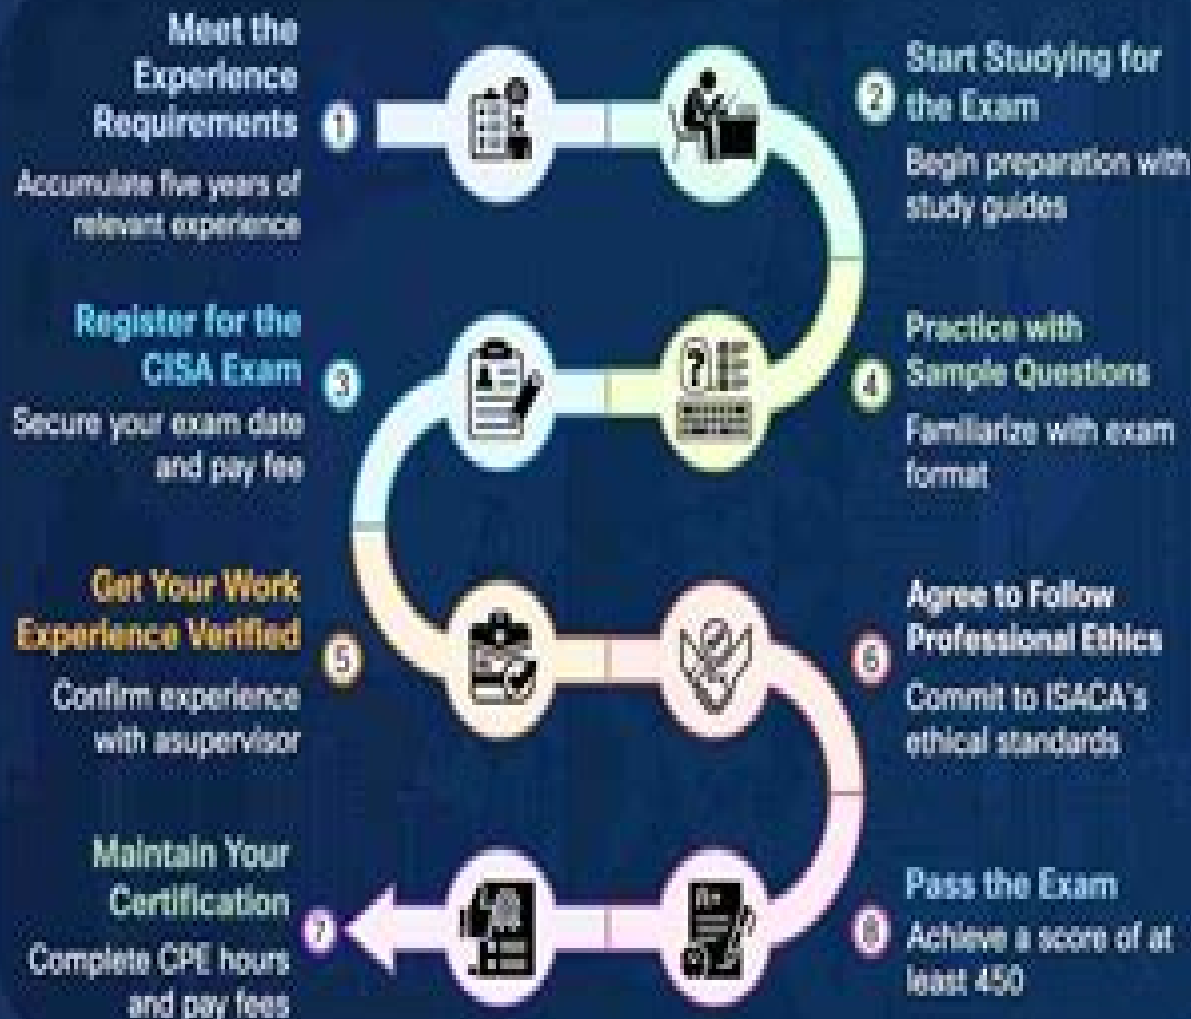 Meet the
Experience
Requirements
1
Accumulate five years of
relevant experience
2
Start Studying for
the Exam
Begin preparation with
study guides
Register for the
CISA Exam
3
Secure your exam date
and pay fee
4
Practice with
Sample Questions
Familiarize with exam
format
Get Your Work
Experience Verified
5
Confirm experience
with asupervisor
6
Agree to Follow
Professional Ethics
Commit to ISACA's
ethical standards
Maintain Your
Certification
7
Complete CPE hours
and pay fees
8
Pass the Exam
Achieve a score of at
least 450
A+